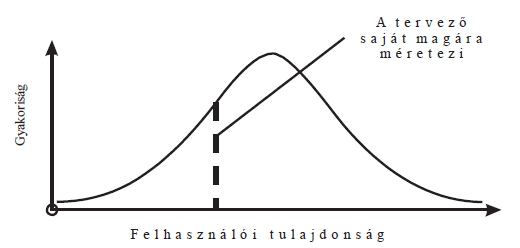 A tervező
saját magára
méretezi
Gyakoriság
Felhasználói tulajdonság